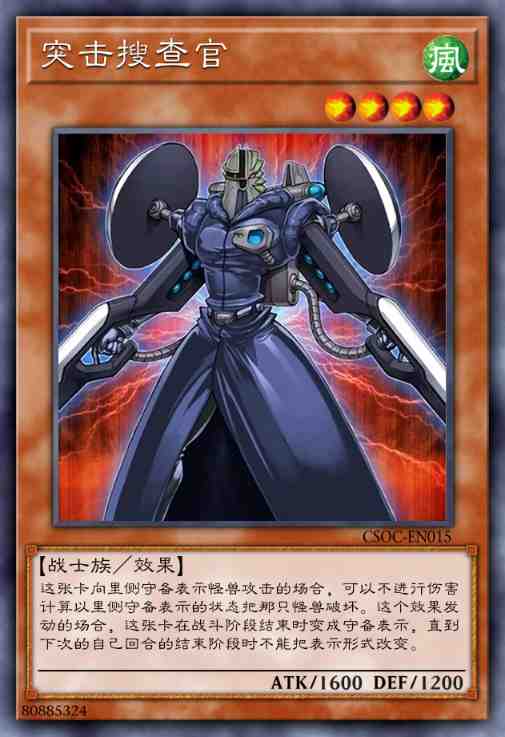 突击搜查官
瘋
CSOC-EN015
【战士族／效果】
这张卡向里侧守备表示怪兽攻击的场合，可以不进行伤害
计算以里侧守备表示的状态把那只怪兽破坏。这个效果发
动的场合，这张卡在战斗阶段结束时变成守备表示，直到
下次的自己回合的结束阶段时不能把表示形式改变。
ATK/1600 DEF/1200
80885324